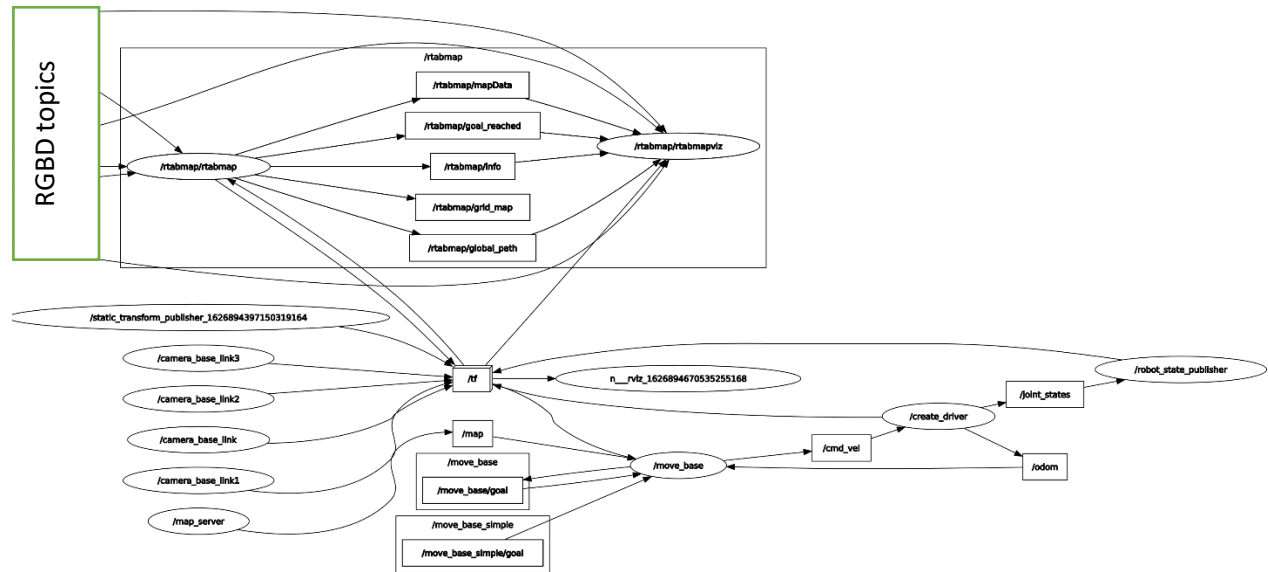 RGBD topics
/rtabmap
/rtabmap/mapData
/rtabmap/goal_reached
/rtabmap/rtabmap
/rtabmap/info
/rtabmap/rtabmapviz
/rtabmap/grid_map
/rtabmap/global_path
/static_transform_publisher_1626894397150319164
/camera_base_link3
/tf
n___rviz_1626894670535255168
/robot_state_publisher
/camera_base_link2
/joint_states
/create_driver
/camera_base_link
/map
/cmd_vel
/move_base
/move_base
/odom
/camera_base_link1
/move_base/goal
/map_server
/move_base_simple
/move_base_simple/goal